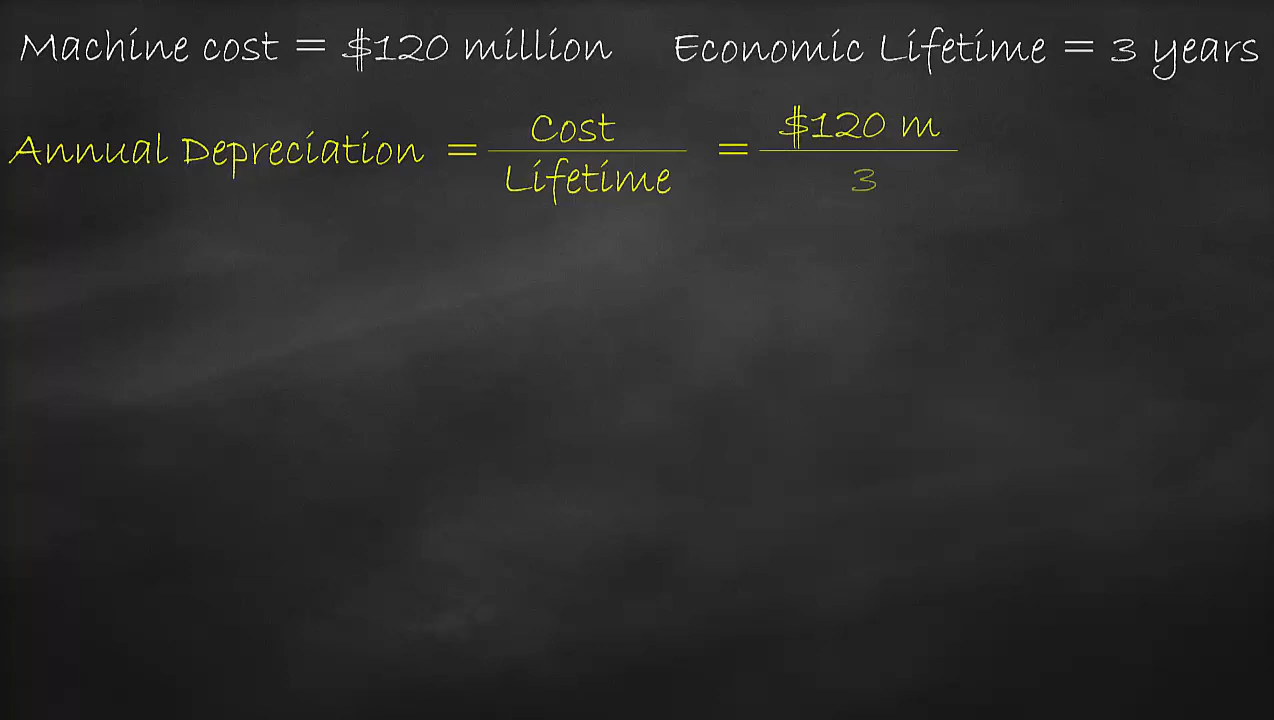 Machine cost = $120 million Economic Lifetime = 3 years
Annual Depreciation = Cost / Lifetime = $120 m / 3